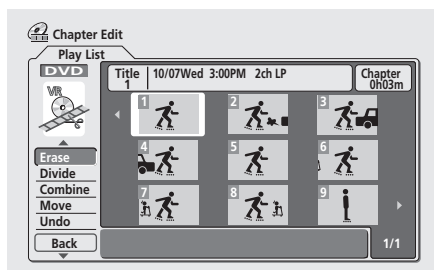 Chapter Edit
Play List
DVD
VR
Title 1 10/07Wed 3:00PM 2ch LP
Chapter 0h03m
1 2 3
4 5 6
7 8 9
Erase
Divide
Combine
Move
Undo
Back
1/1